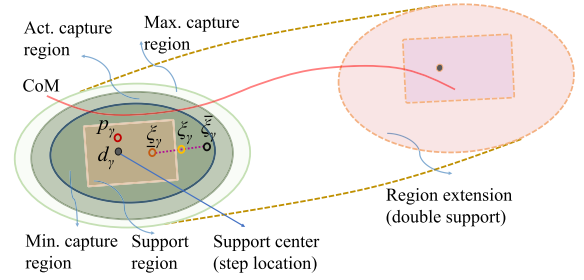 Act. capture
region
Max. capture
region
CoM
p_γ
d_γ
ξ_γ
ξ_γ
ξ̄_γ
Min. capture
region
Support
region
Support center
(step location)
Region extension
(double support)